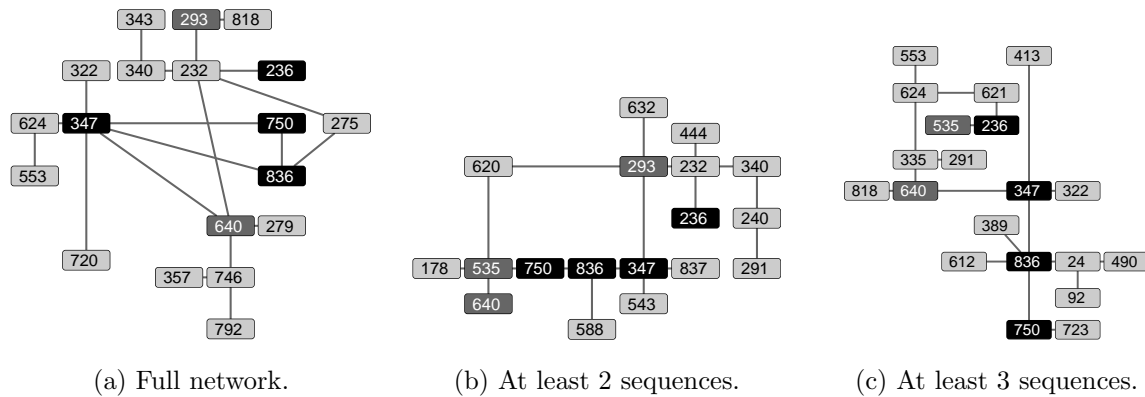 343 293 818
322 340 232 236
624 347 750 275
553 836
640 279
720
357 746
792
(a) Full network.
632
444
620 293 232 340
236 240
178 535 750 836 347 837 291
640 543
588
(b) At least 2 sequences.
553 413
624 621
535 236
335 291
818 640 347 322
389
612 836 24 490
92
750 723
(c) At least 3 sequences.